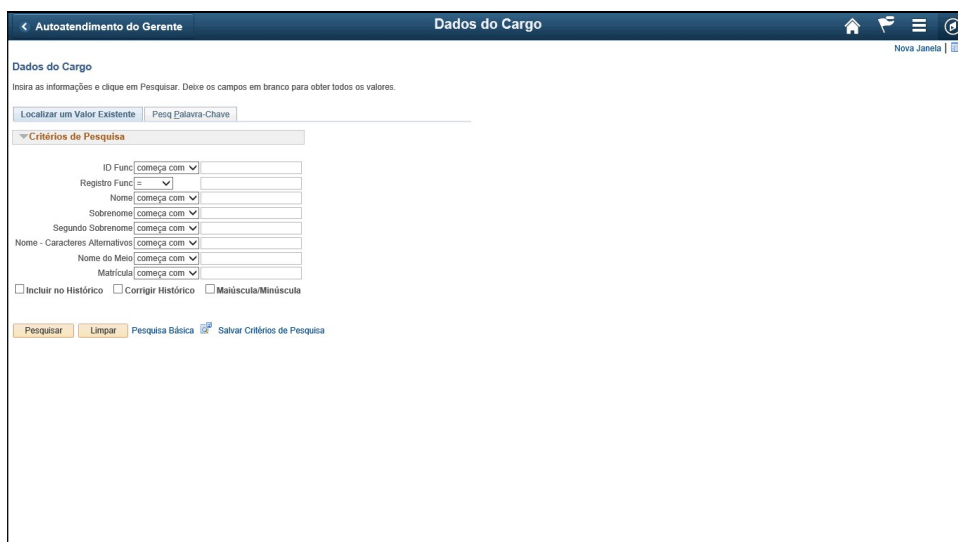 Autoatendimento do Gerente
Dados do Cargo
Nova Janela |
Dados do Cargo
Insira as informações e clique em Pesquisar. Deixe os campos em branco para obter todos os valores.
Localizar um Valor Existente Pesq Palavra-Chave
Critérios de Pesquisa
ID Func começa com
Registro Func =
Nome começa com
Sobrenome começa com
Segundo Sobrenome começa com
Nome - Caracteres Alternativos começa com
Nome do Meio começa com
Matrícula começa com
Incluir no Histórico Corrigir Histórico Maiúscula/Minúscula
Pesquisar Limpar Pesquisa Básica Salvar Critérios de Pesquisa